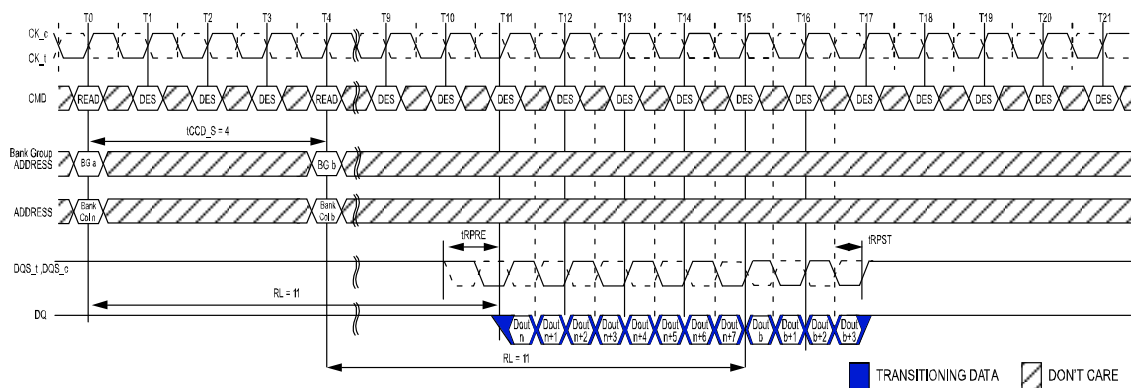 T0 T1 T2 T3 T4 T9 T10 T11 T12 T13 T14 T15 T16 T17 T18 T19 T20 T21
CK_c
CK_t
CMD READ DES DES DES READ DES DES DES DES DES DES DES DES DES DES DES DES DES
tCCD_S = 4
Bank Group
ADDRESS BG a BG b
ADDRESS Bank Col n Bank Col b
tRPRE tRPST
DQS_t ,DQS_c
RL = 11
DQ Dout n Dout n+1 Dout n+2 Dout n+3 Dout n+4 Dout n+5 Dout n+6 Dout n+7 Dout b Dout b+1 Dout b+2 Dout b+3
RL = 11
TRANSITIONING DATA DON'T CARE